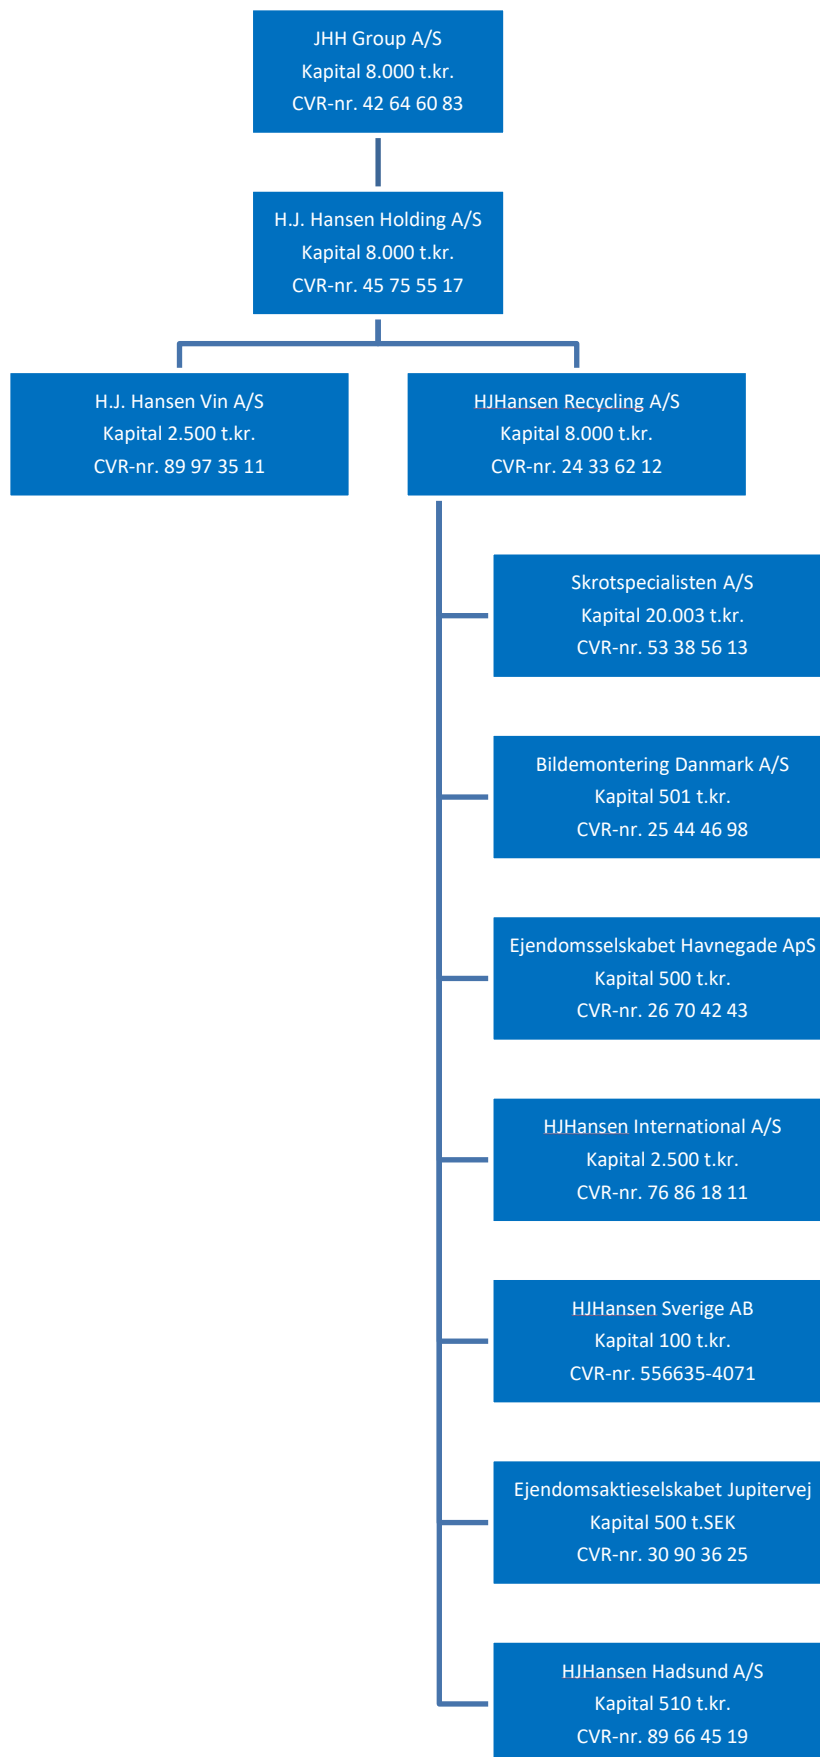 JHH Group A/S
Kapital 8.000 t.kr.
CVR-nr. 42 64 60 83
H.J. Hansen Holding A/S
Kapital 8.000 t.kr.
CVR-nr. 45 75 55 17
H.J. Hansen Vin A/S
Kapital 2.500 t.kr.
CVR-nr. 89 97 35 11
HJHansen Recycling A/S
Kapital 8.000 t.kr.
CVR-nr. 24 33 62 12
Skrotspecialisten A/S
Kapital 20.003 t.kr.
CVR-nr. 53 38 56 13
Bildemontering Danmark A/S
Kapital 501 t.kr.
CVR-nr. 25 44 46 98
Ejendomsselskabet Havnegade ApS
Kapital 500 t.kr.
CVR-nr. 26 70 42 43
HJHansen International A/S
Kapital 2.500 t.kr.
CVR-nr. 76 86 18 11
HJHansen Sverige AB
Kapital 100 t.kr.
CVR-nr. 556635-4071
Ejendomsaktieselskabet Jupitervej
Kapital 500 t.SEK
CVR-nr. 30 90 36 25
HJHansen Hadsund A/S
Kapital 510 t.kr.
CVR-nr. 89 66 45 19